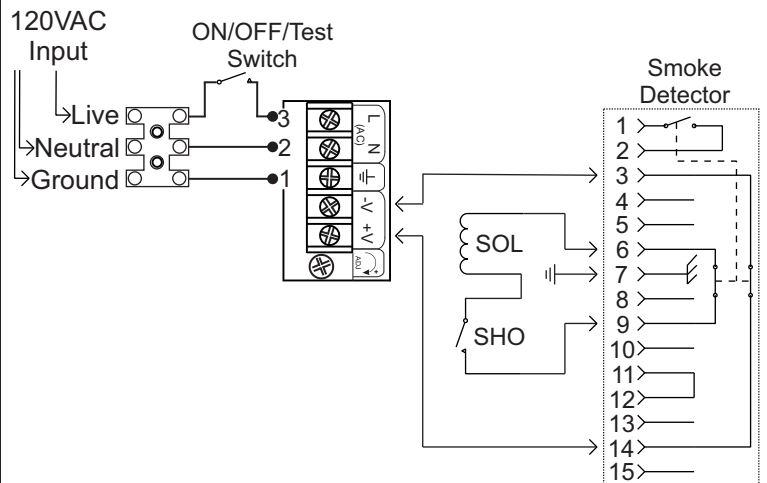 120VAC
Input
ON/OFF/Test
Switch
Live
Neutral
Ground
3
2
1
L
(AC)
N
-V
+V
ADJ
+
SOL
SHO
Smoke
Detector
1
2
3
4
5
6
7
8
9
10
11
12
13
14
15